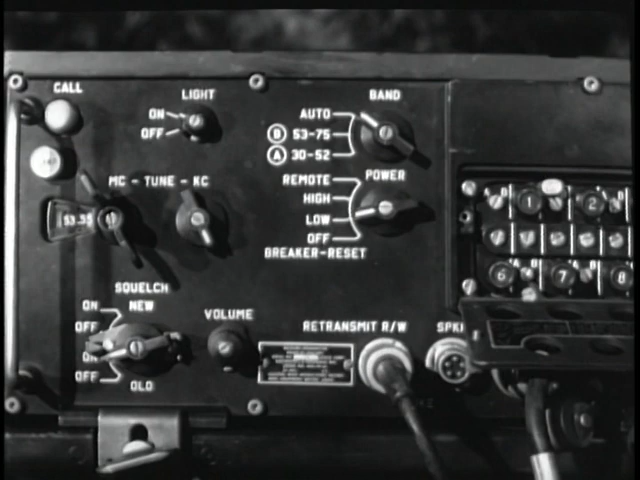 CALL
LIGHT
ON
OFF
BAND
AUTO
B 53-75
A 30-52
MC - TUNE - KC
53.35
POWER
REMOTE
HIGH
LOW
OFF
BREAKER-RESET
SQUELCH
ON NEW
OFF
ON
OFF
OLD
VOLUME
RETRANSMIT R/W
SPKR
1
2
6
7
8